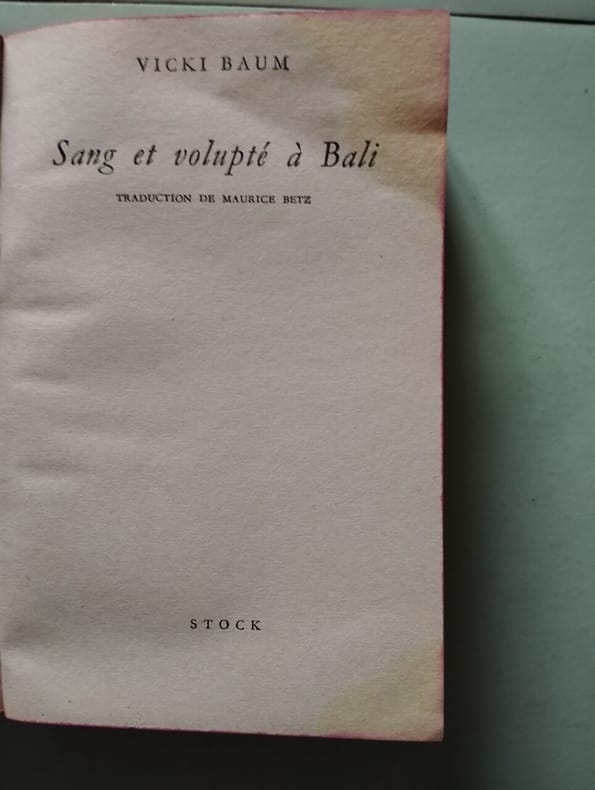 VICKI BAUM
Sang et volupté à Bali
TRADUCTION DE MAURICE BETZ
STOCK